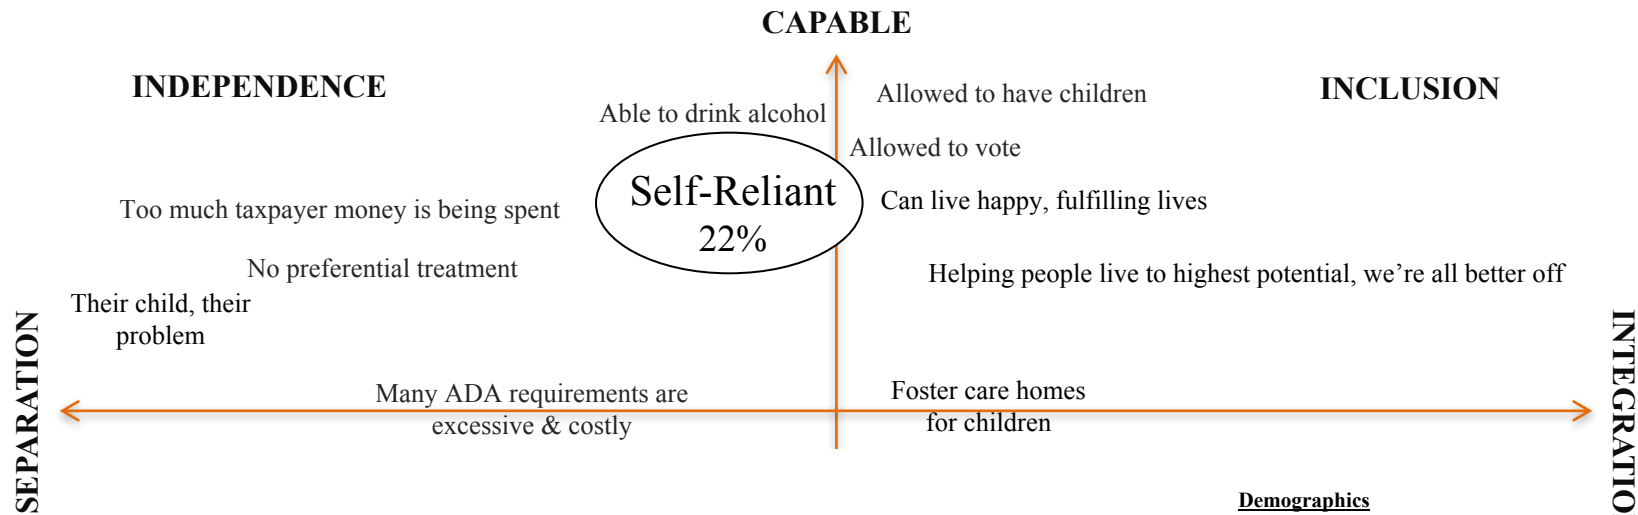 CAPABLE
INDEPENDENCE
INCLUSION
Allowed to have children
Able to drink alcohol
Allowed to vote
Self-Reliant
22%
Can live happy, fulfilling lives
Too much taxpayer money is being spent
No preferential treatment
Helping people live to highest potential, we're all better off
Their child, their
problem
SEPARATION
INTEGRATIO
Many ADA requirements are
excessive & costly
Foster care homes
for children
Demographics